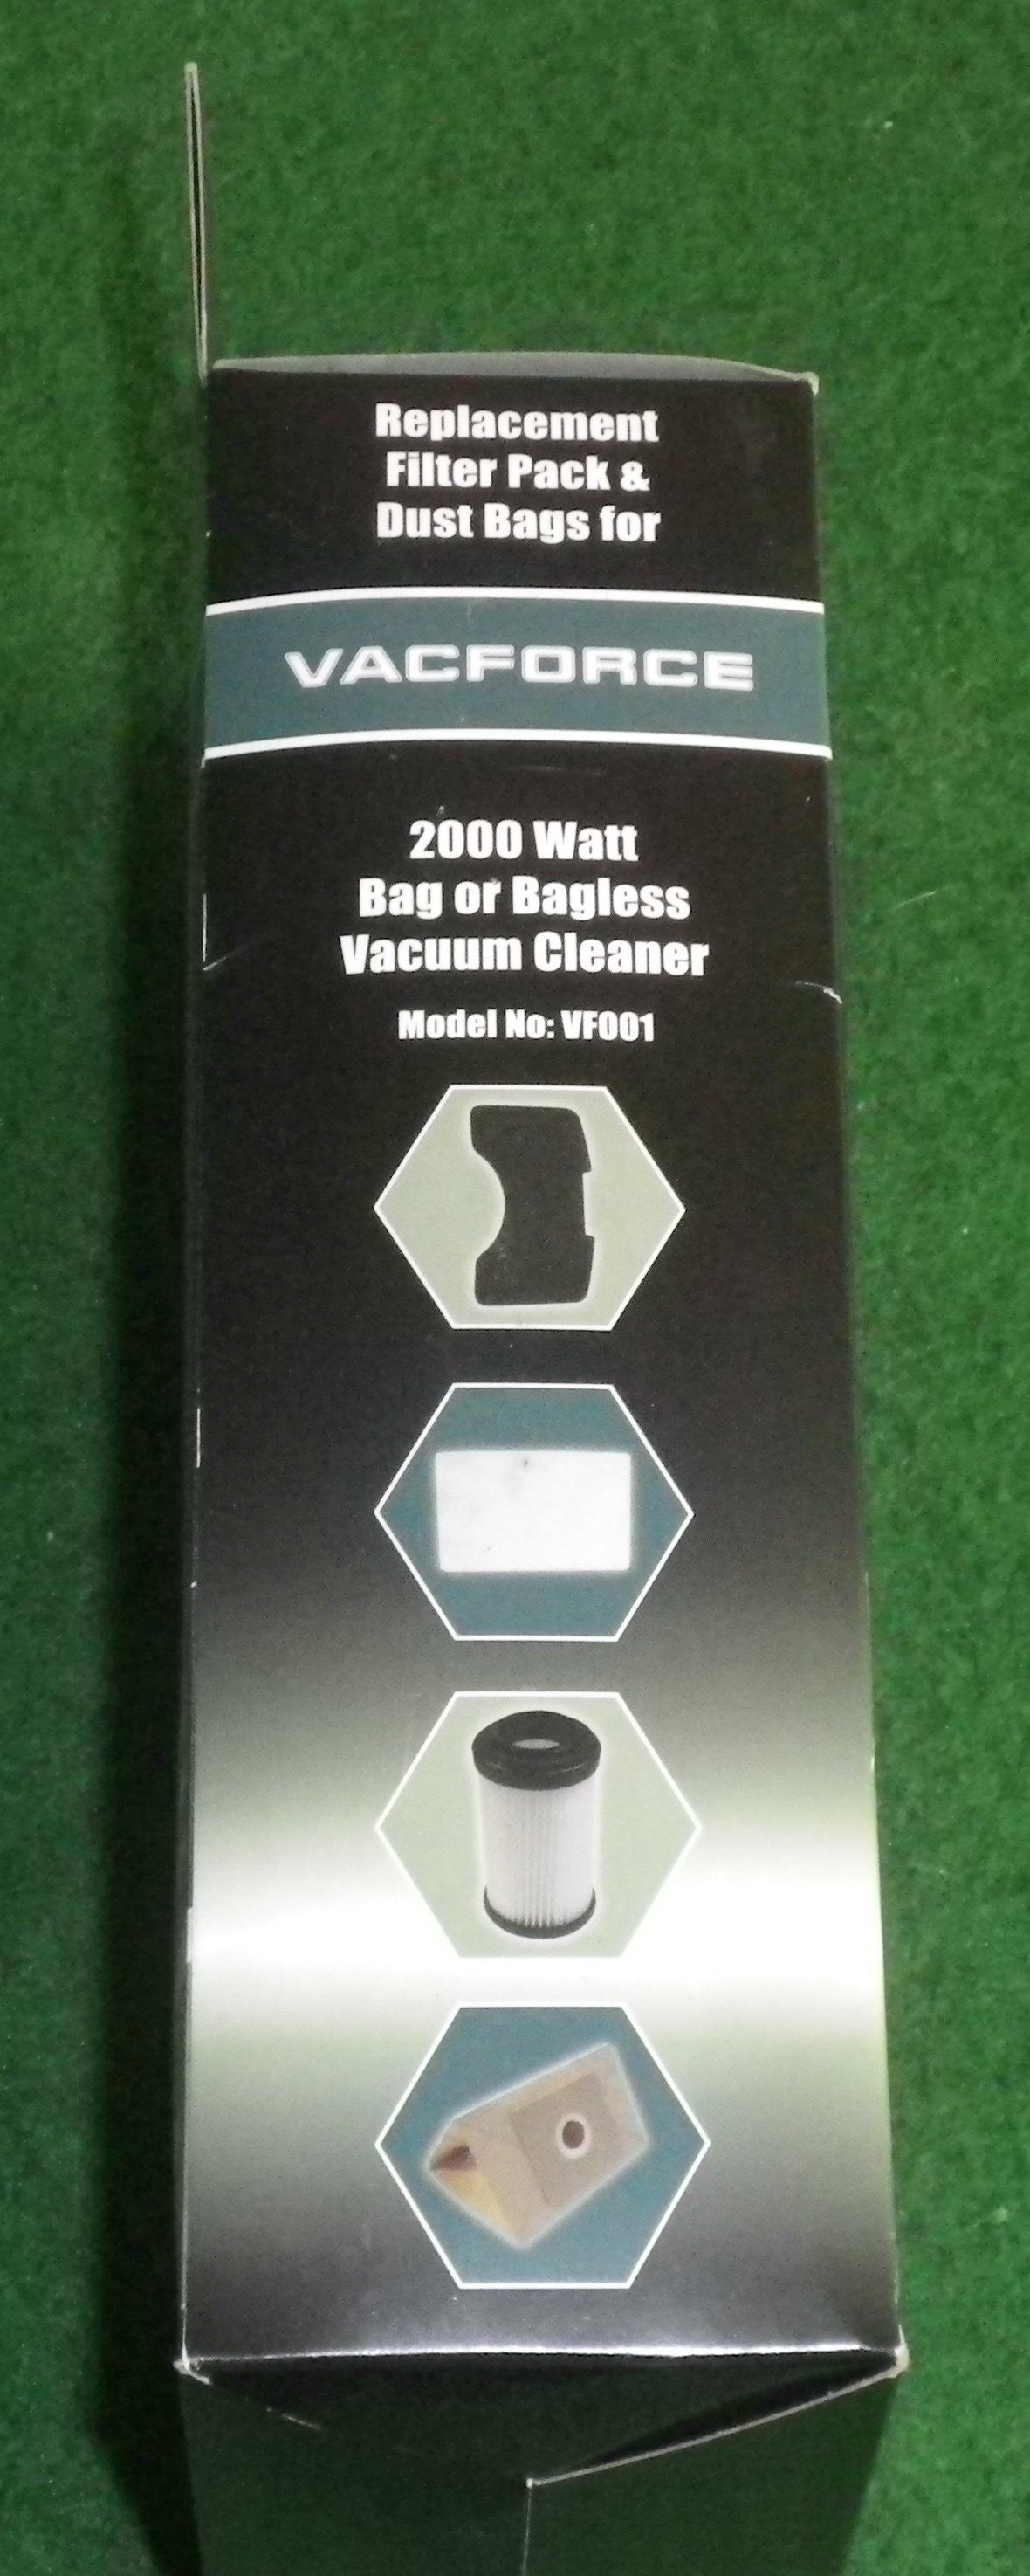 Replacement
Filter Pack &
Dust Bags for
VACFORCE
2000 Watt
Bag or Bagless
Vacuum Cleaner
Model No: VF001